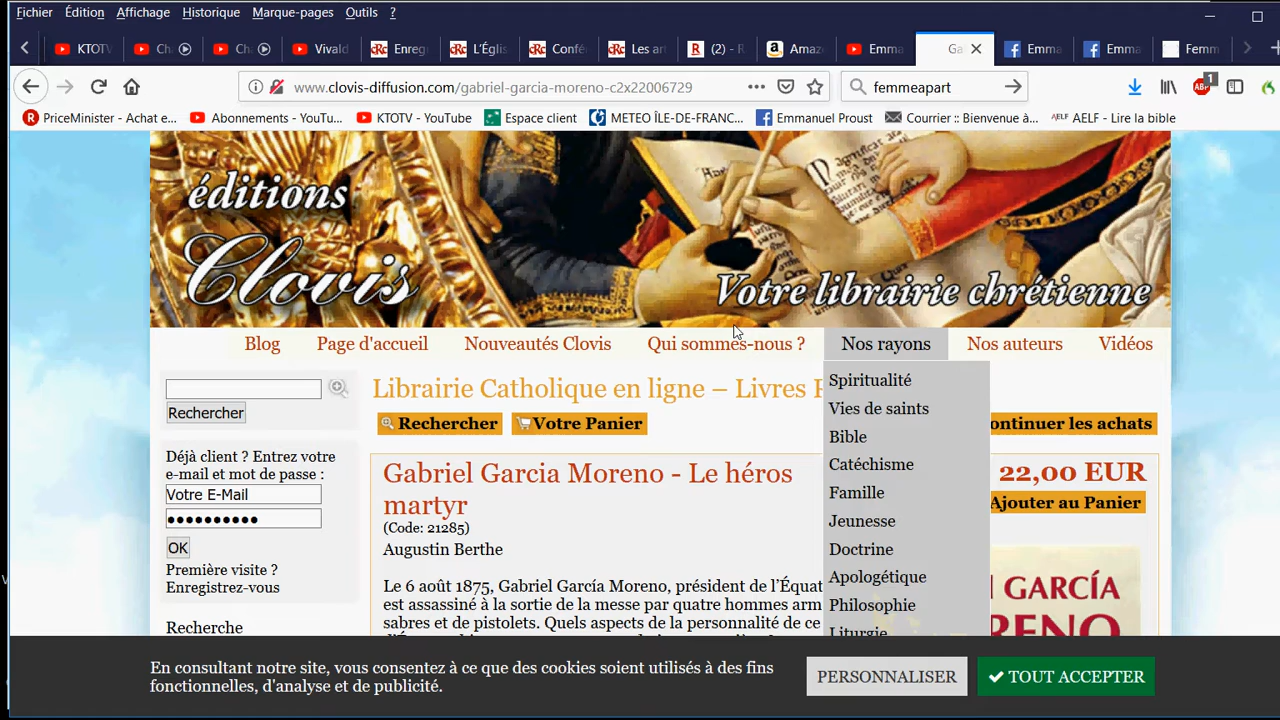 Fichier Édition Affichage Historique Marque-pages Outils ?
KTOTV Ch Ch Vivald Enreg L'Églis Confé Les ar (2) - R Amaz Emma Ga Emma Emma Femm
www.clovis-diffusion.com/gabriel-garcia-moreno-c2x22006729 femmeapart
ABP 1
PriceMinister - Achat e... Abonnements - YouTu... KTOTV - YouTube Espace client METEO ÎLE-DE-FRANC... Emmanuel Proust Courrier :: Bienvenue à... AELF AELF - Lire la bible
éditions
Clovis
Votre librairie chrétienne
Blog Page d'accueil Nouveautés Clovis Qui sommes-nous ? Nos rayons Nos auteurs Vidéos
Rechercher
Déjà client ? Entrez votre
e-mail et mot de passe :
Votre E-Mail
●●●●●●●●●●
OK
Première visite ?
Enregistrez-vous
Recherche
Librairie Catholique en ligne – Livres
Rechercher Votre Panier ontinuer les achats
Gabriel Garcia Moreno - Le héros
martyr
22,00 EUR
Ajouter au Panier
(Code: 21285)
Augustin Berthe
Le 6 août 1875, Gabriel García Moreno, président de l'Équat
est assassiné à la sortie de la messe par quatre hommes arm
sabres et de pistolets. Quels aspects de la personnalité de ce
Spiritualité
Vies de saints
Bible
Catéchisme
Famille
Jeunesse
Doctrine
Apologétique
Philosophie
Liturgie
GARCÍA
RENO
En consultant notre site, vous consentez à ce que des cookies soient utilisés à des fins
fonctionnelles, d'analyse et de publicité.
PERSONNALISER TOUT ACCEPTER